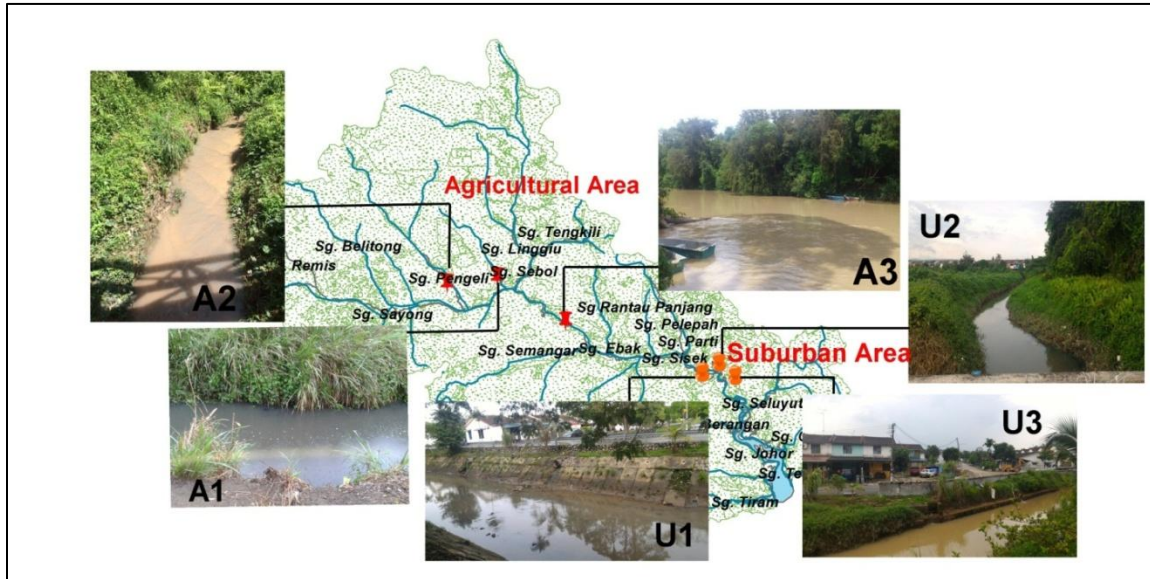 U2
Agricultural Area
Sg. Tengkili
Sg. Belitong
Sg. Linggiu
Remis
Sg. Pengeli
Sg. Sebol
A3
A2
Sg. Sayong
Sg Rantau Panjang
Sg. Pelepah
Sg. Parti
Sg. Semangar
Sg. Ebak
Sg. Sisek
Suburban Area
Sg. Seluyut
U3
Berangan
Sg. Johor
A1
Sg. Tiram
U1